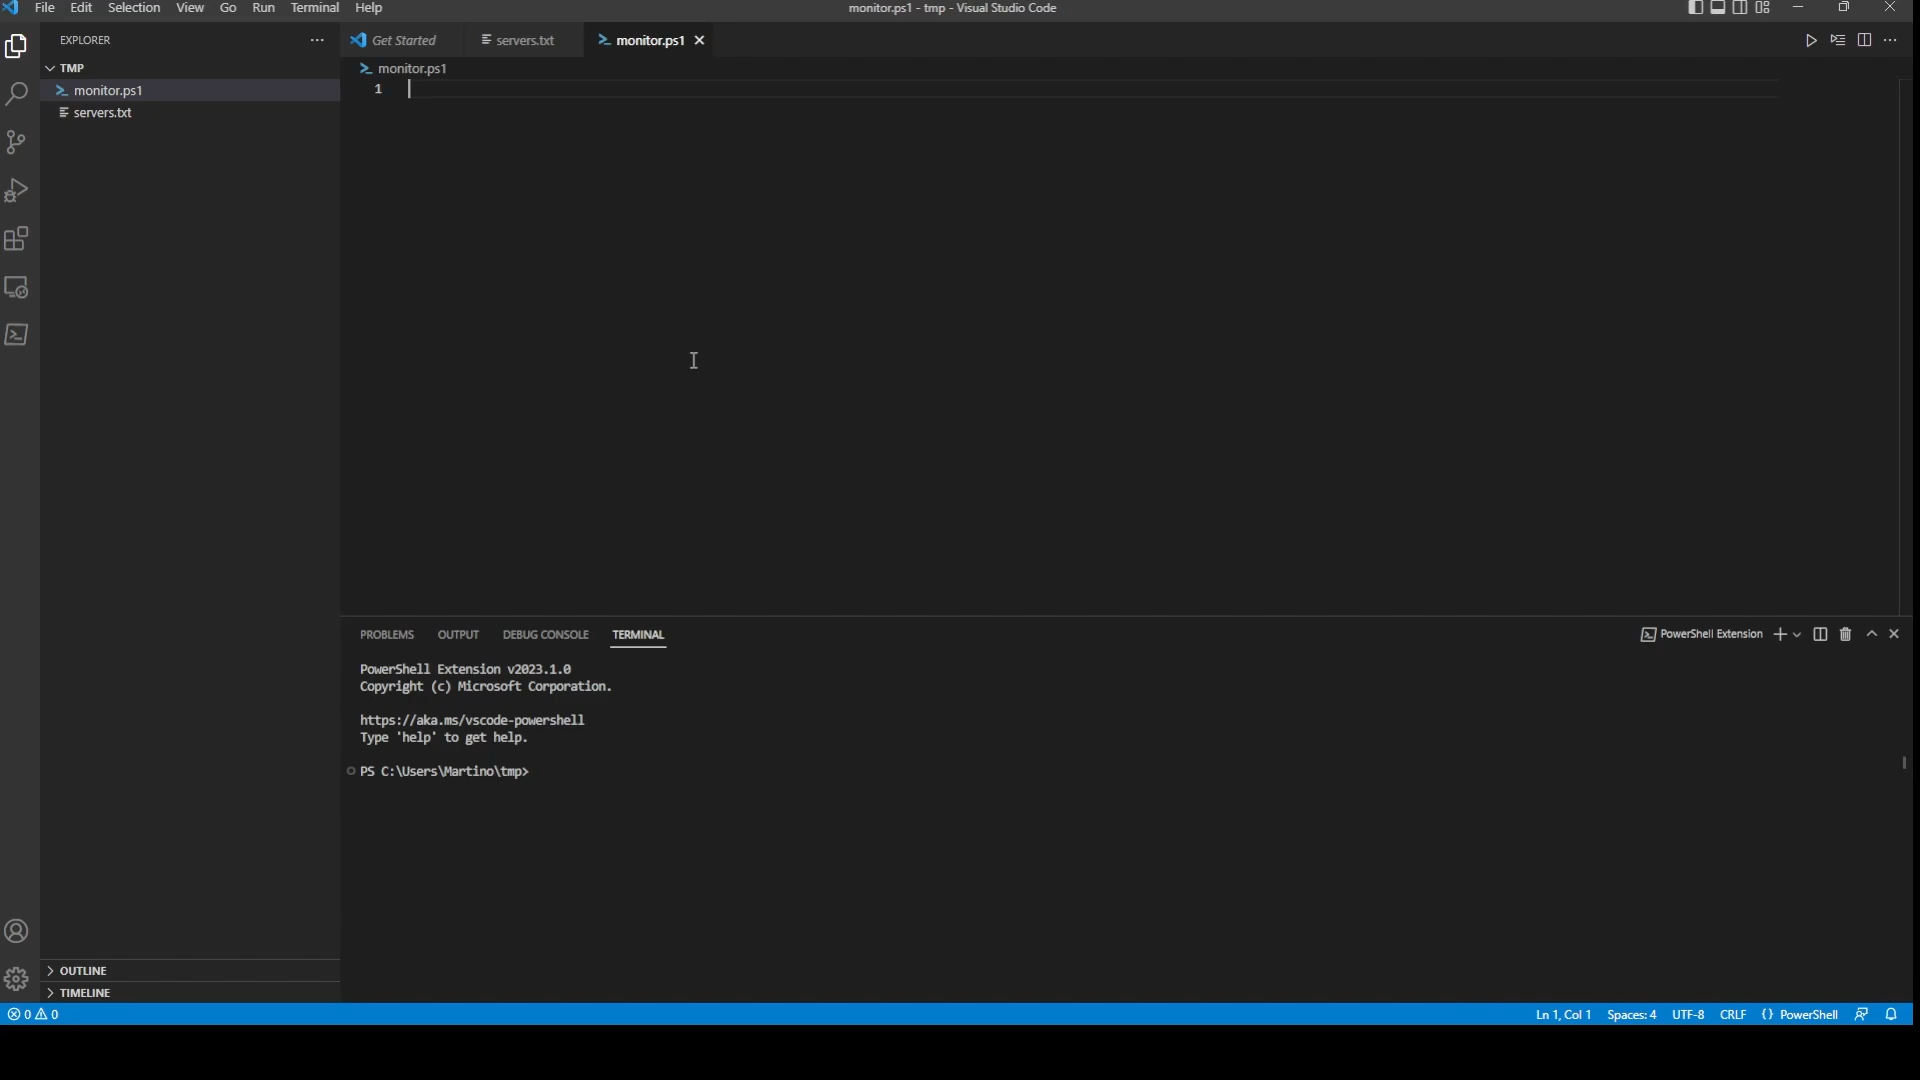 File Edit Selection View Go Run Terminal Help
monitor.ps1 - tmp - Visual Studio Code
EXPLORER
TMP
monitor.ps1
servers.txt
OUTLINE
TIMELINE
Get Started
servers.txt
monitor.ps1
monitor.ps1
1
PROBLEMS OUTPUT DEBUG CONSOLE TERMINAL
PowerShell Extension
PowerShell Extension v2023.1.0
Copyright (c) Microsoft Corporation.
https://aka.ms/vscode-powershell
Type 'help' to get help.
PS C:\Users\Martino\tmp>
0 0
Ln 1, Col 1 Spaces: 4 UTF-8 CRLF {} PowerShell